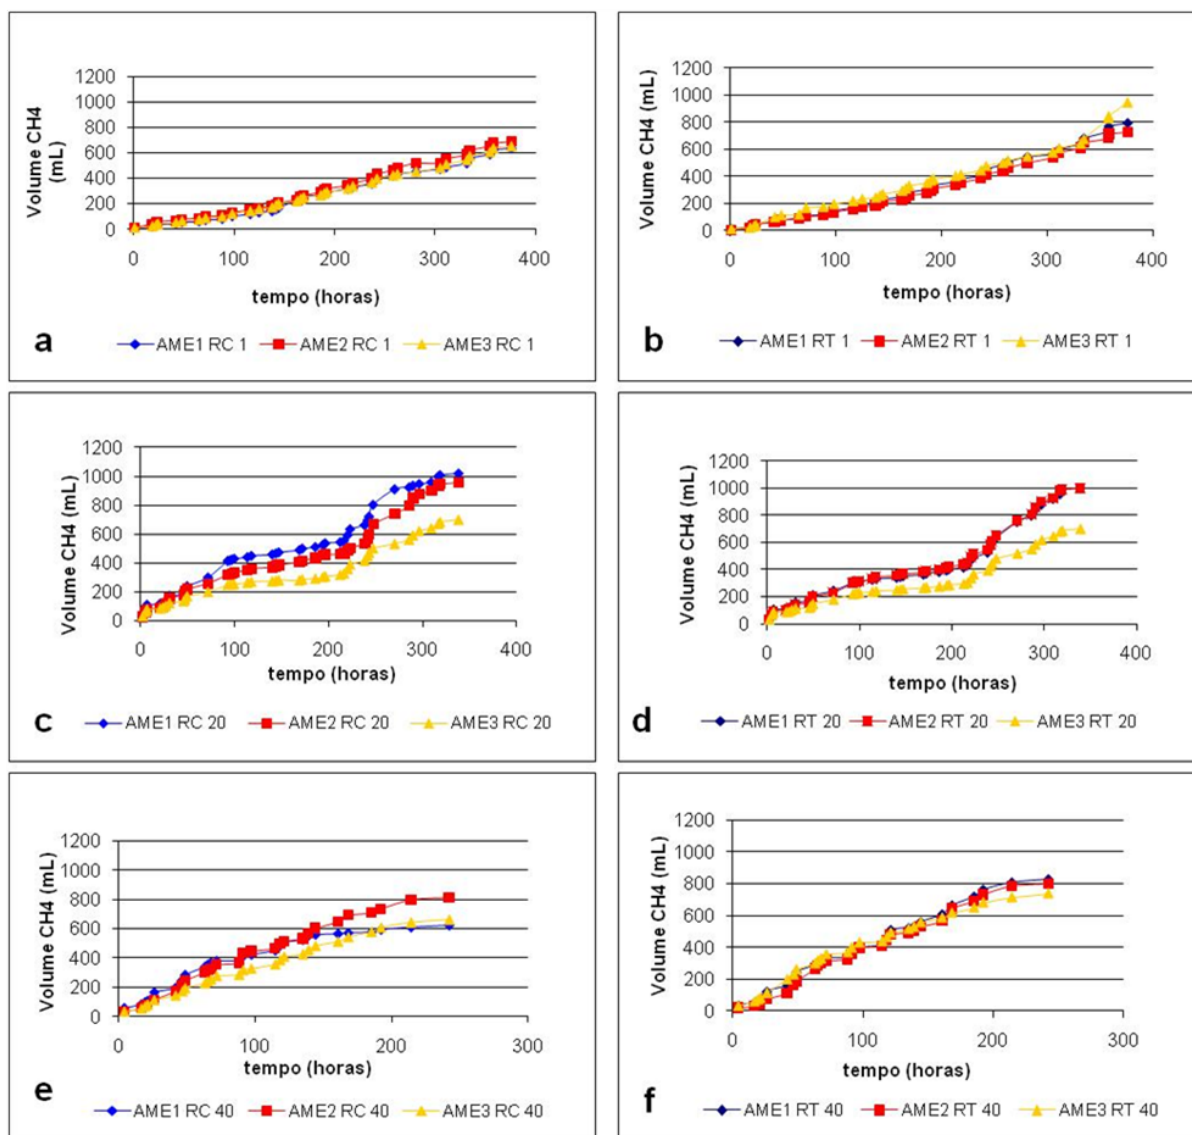 1200
1000
800
600
400
200
0
Volume CH4
(mL)
0 100 200 300 400
tempo (horas)
a
AME1 RC 1 AME2 RC 1 AME3 RC 1
1200
1000
800
600
400
200
0
Volume CH4 (mL)
0 100 200 300 400
tempo (horas)
b
AME1 RT 1 AME2 RT 1 AME3 RT 1
1200
1000
800
600
400
200
0
Volume CH4 (mL)
0 100 200 300 400
tempo (horas)
c
AME1 RC 20 AME2 RC 20 AME3 RC 20
1200
1000
800
600
400
200
0
Volume CH4 (mL)
0 100 200 300 400
tempo (horas)
d
AME1 RT 20 AME2 RT 20 AME3 RT 20
1200
1000
800
600
400
200
0
Volume CH4 (mL)
0 100 200 300
tempo (horas)
e
AME1 RC 40 AME2 RC 40 AME3 RC 40
1200
1000
800
600
400
200
0
Volume CH4 (mL)
0 100 200 300
tempo (horas)
f
AME1 RT 40 AME2 RT 40 AME3 RT 40